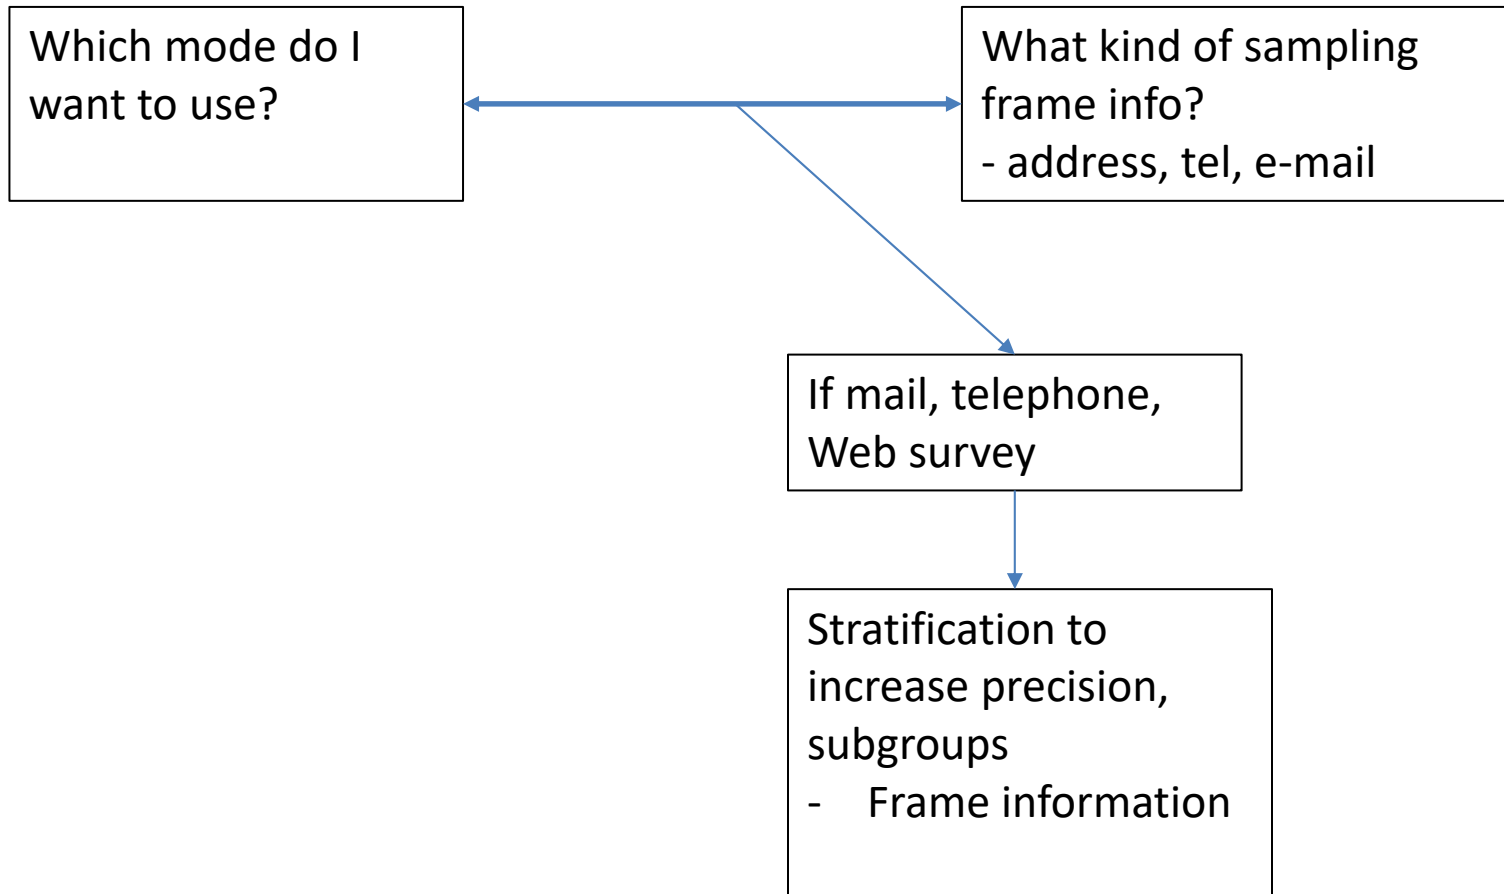 Which mode do I
want to use?
What kind of sampling
frame info?
- address, tel, e-mail
If mail, telephone,
Web survey
Stratification to
increase precision,
subgroups
- Frame information